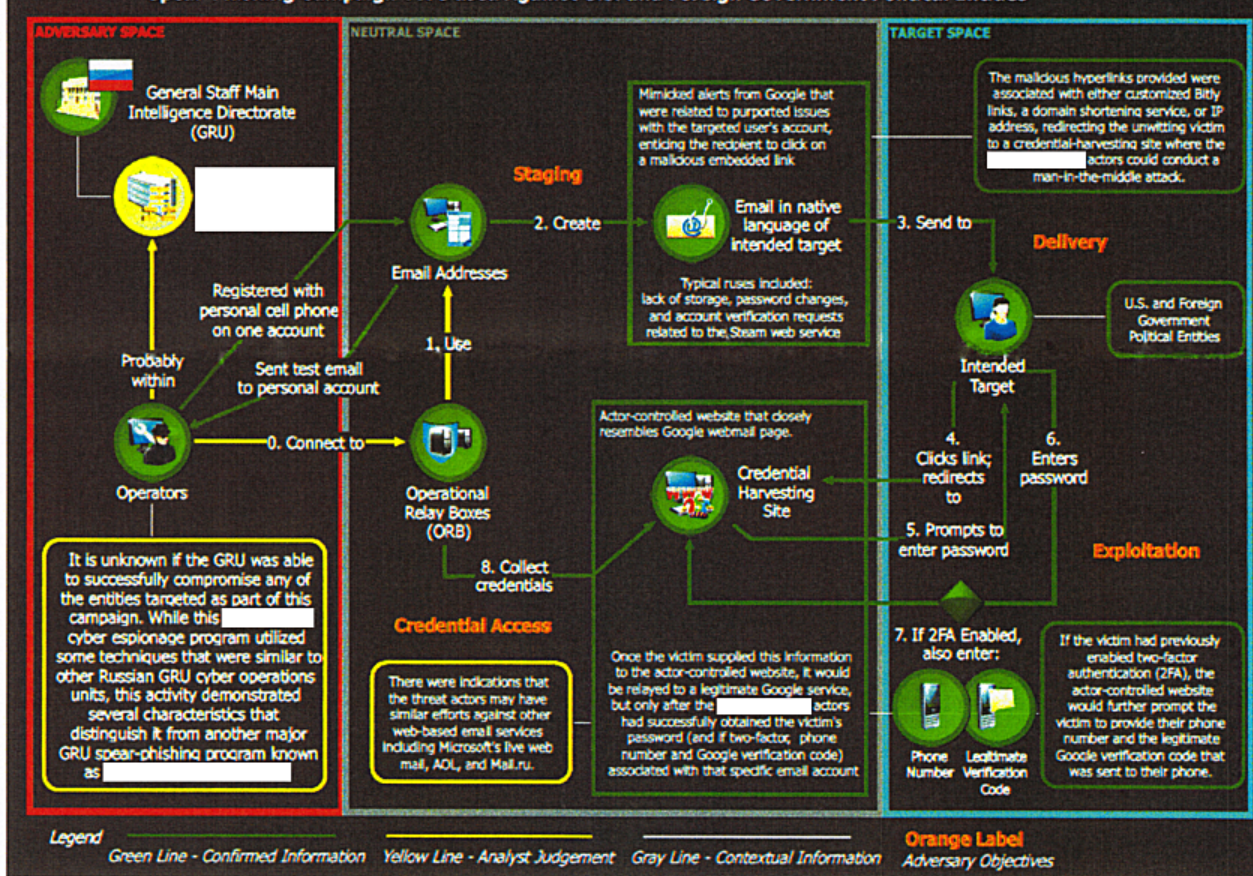 ADVERSARY SPACE
General Staff Main
Intelligence Directorate
(GRU)
Probably
within
Registered with
personal cell phone
on one account
Sent test email
to personal account
Operators
0. Connect to
It is unknown if the GRU was able
to successfully compromise any of
the entities targeted as part of this
campaign. While this
cyber espionage program utilized
some techniques that were similar to
other Russian GRU cyber operations
units, this activity demonstrated
several characteristics that
distinguish it from another major
GRU spear-phishing program known
as
NEUTRAL SPACE
Staging
Email Addresses
2. Create
1. Use
Operational
Relay Boxes
(ORB)
Mimicked alerts from Google that
were related to purported issues
with the targeted user's account,
enticing the recipient to click on
a malicious embedded link
Email in native
language of
intended target
Typical ruses included:
lack of storage, password changes,
and account verification requests
related to the Steam web service
Actor-controlled website that closely
resembles Google webmail page.
Credential
Harvesting
Site
8. Collect
credentials
Credential Access
There were indications that
the threat actors may have
similar efforts against other
web-based email services
including Microsoft's live web
mail, AOL, and Mail.ru.
Once the victim supplied this information
to the actor-controlled website, it would
be relayed to a legitimate Google service,
but only after the actors
had successfully obtained the victim's
password (and if two-factor, phone
number and Google verification code)
associated with that specific email account
TARGET SPACE
The malicious hyperlinks provided were
associated with either customized Bitly
links, a domain shortening service, or IP
address, redirecting the unwitting victim
to a credential-harvesting site where the
actors could conduct a
man-in-the-middle attack.
3. Send to
Delivery
U.S. and Foreign
Government
Political Entities
Intended
Target
4.
Clicks link;
redirects
to
6.
Enters
password
5. Prompts to
enter password
Exploitation
7. If 2FA Enabled,
also enter:
Phone
Number
Legitimate
Verification
Code
If the victim had previously
enabled two-factor
authentication (2FA), the
actor-controlled website
would further prompt the
victim to provide their phone
number and the legitimate
Google verification code that
was sent to their phone.
Legend
Green Line - Confirmed Information
Yellow Line - Analyst Judgement
Gray Line - Contextual Information
Orange Label
Adversary Objectives